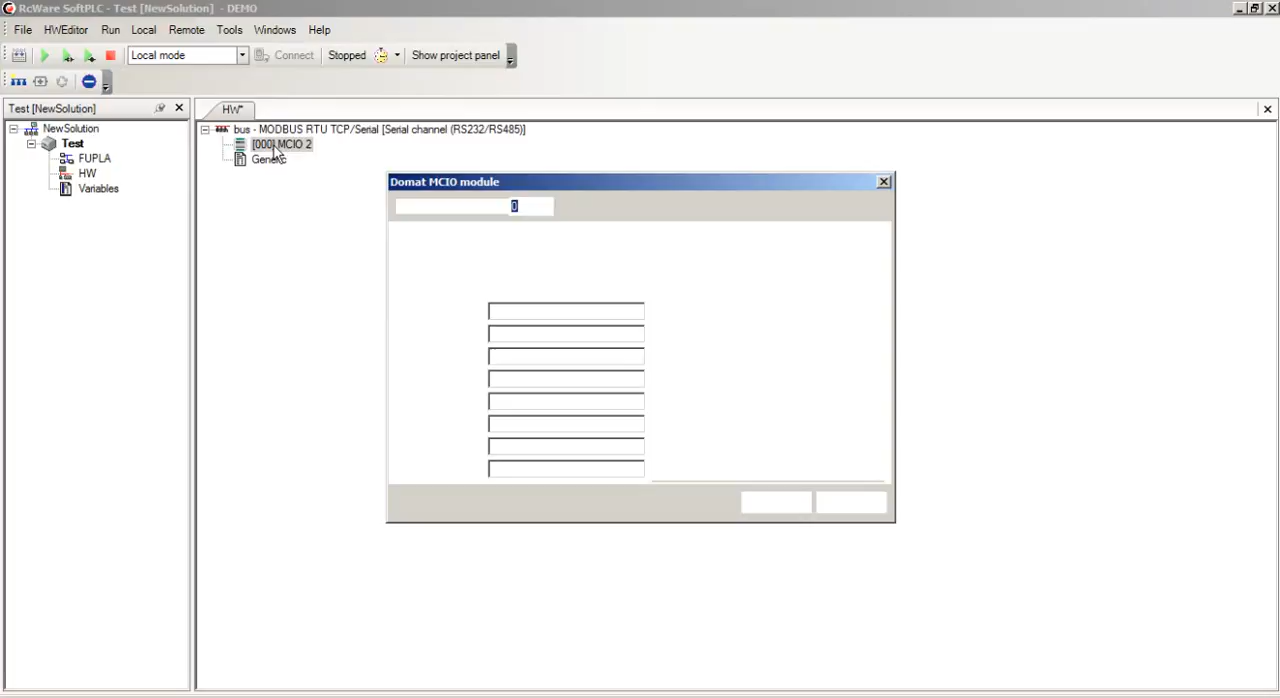 RcWare SoftPLC - Test [NewSolution] - DEMO
File HWEditor Run Local Remote Tools Windows Help
Local mode Connect Stopped Show project panel
Test [NewSolution]
HW*
NewSolution
Test
FUPLA
HW
Variables
bus - MODBUS RTU TCP/Serial [Serial channel (RS232/RS485)]
[000] MCIO 2
Generic
Domat MCIO module
0